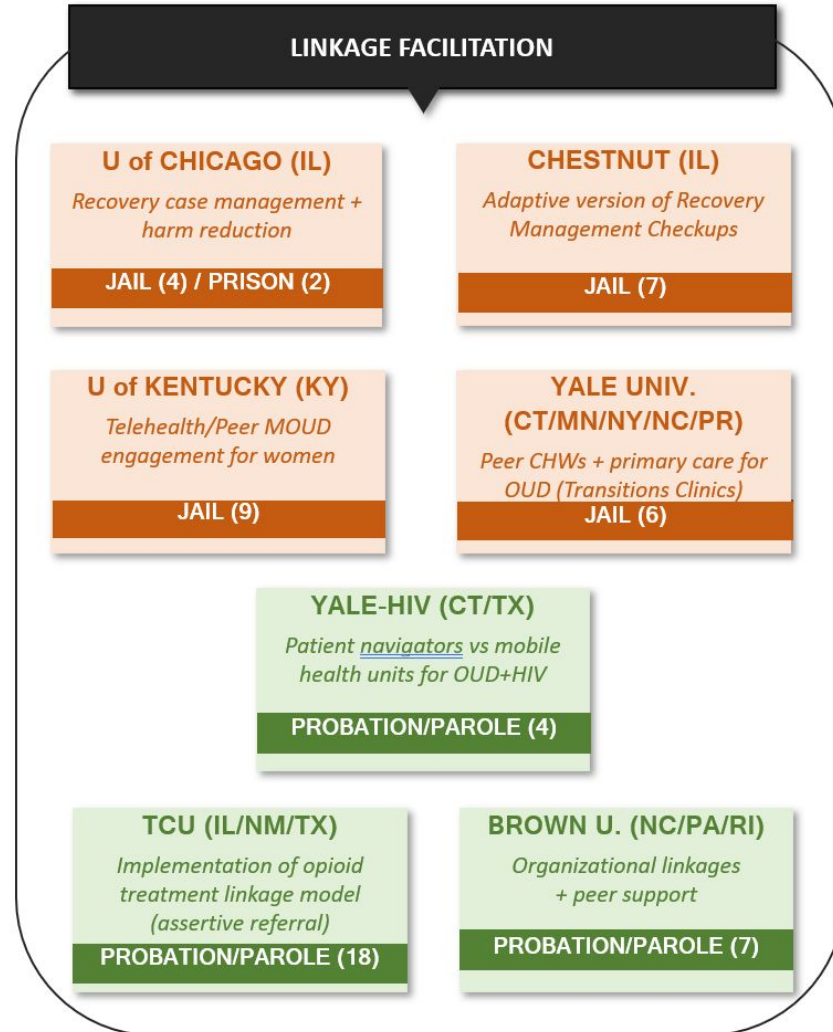 LINKAGE FACILITATION
U of CHICAGO (IL)
Recovery case management +
harm reduction
JAIL (4) / PRISON (2)
CHESTNUT (IL)
Adaptive version of Recovery
Management Checkups
JAIL (7)
U of KENTUCKY (KY)
Telehealth/Peer MOUD
engagement for women
JAIL (9)
YALE UNIV.
(CT/MN/NY/NC/PR)
Peer CHWs + primary care for
OUD (Transitions Clinics)
JAIL (6)
YALE-HIV (CT/TX)
Patient navigators vs mobile
health units for OUD+HIV
PROBATION/PAROLE (4)
TCU (IL/NM/TX)
Implementation of opioid
treatment linkage model
(assertive referral)
PROBATION/PAROLE (18)
BROWN U. (NC/PA/RI)
Organizational linkages
+ peer support
PROBATION/PAROLE (7)